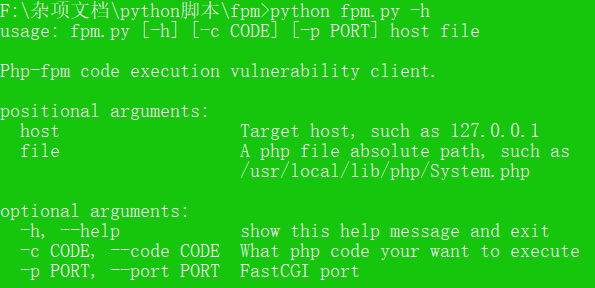 F:\杂项文档\python脚本\fpm>python fpm.py -h
usage: fpm.py [-h] [-c CODE] [-p PORT] host file
Php-fpm code execution vulnerability client.
positional arguments:
host Target host, such as 127.0.0.1
file A php file absolute path, such as
/usr/local/lib/php/System.php
optional arguments:
-h, --help show this help message and exit
-c CODE, --code CODE What php code your want to execute
-p PORT, --port PORT FastCGI port